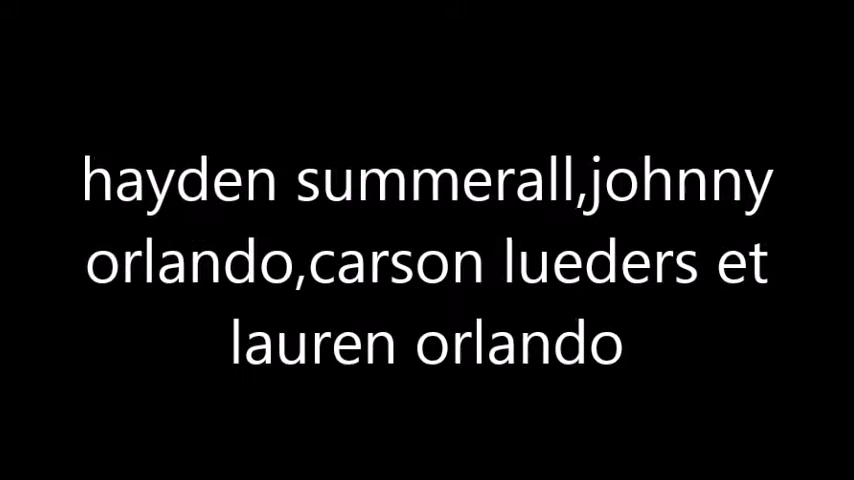 hayden summerall,johnny
orlando,carson lueders et
lauren orlando